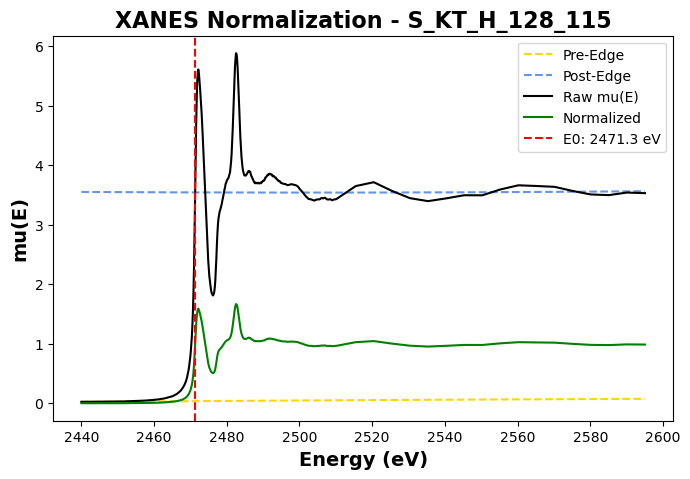 XANES Normalization - S_KT_H_128_115
Pre-Edge
Post-Edge
Raw mu(E)
Normalized
E0: 2471.3 eV
mu(E)
6
5
4
3
2
1
0
2440 2460 2480 2500 2520 2540 2560 2580 2600
Energy (eV)